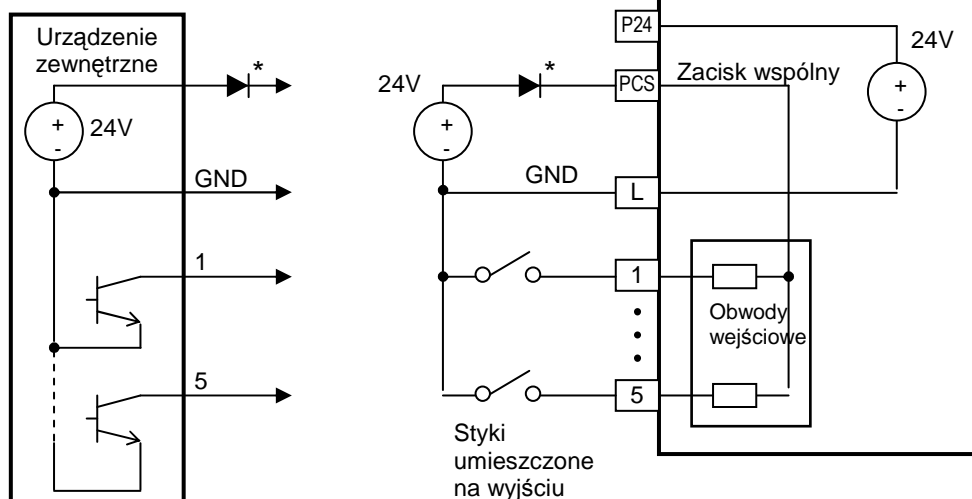 Urządzenie
zewnętrzne
*
+
-
24V
GND
1
5
24V
*
+
-
GND
P24
PCS
Zacisk wspólny
24V
+
-
L
1
Obwody
wejściowe
5
Styki
umieszczone
na wyjściu